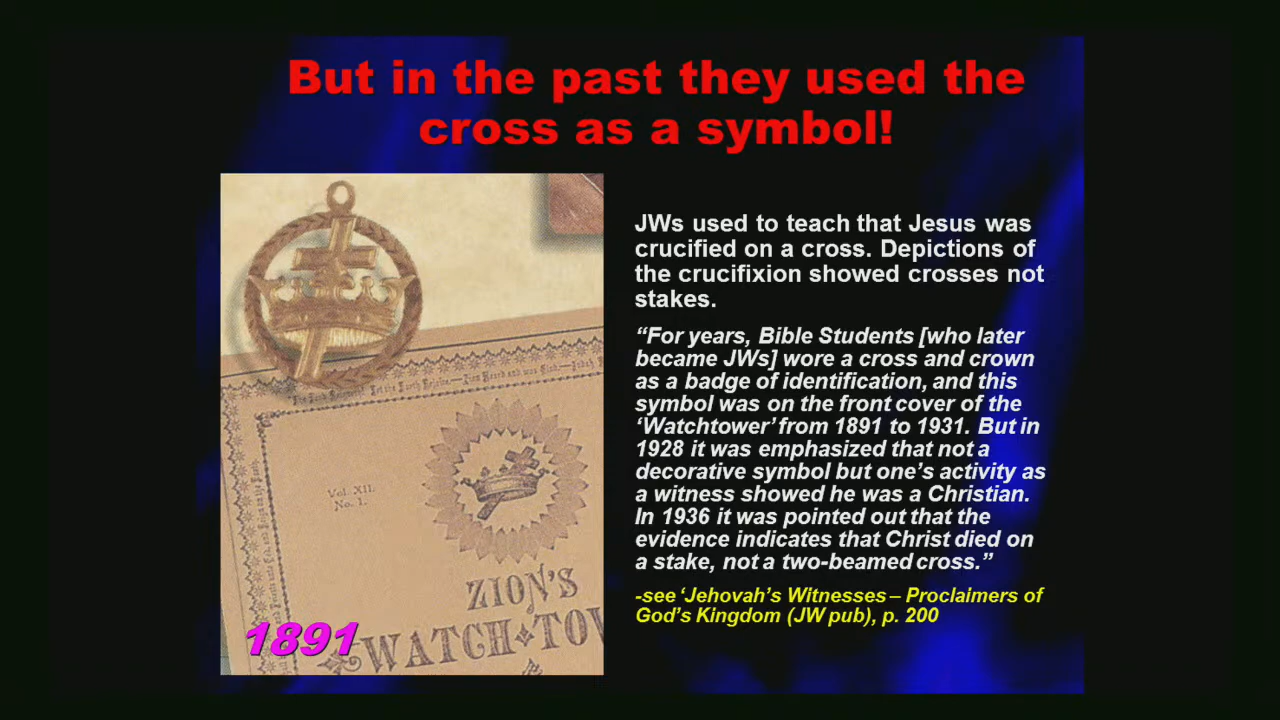 But in the past they used the
cross as a symbol!
JWs used to teach that Jesus was
crucified on a cross. Depictions of
the crucifixion showed crosses not
stakes.
“For years, Bible Students [who later
became JWs] wore a cross and crown
as a badge of identification, and this
symbol was on the front cover of the
‘Watchtower’ from 1891 to 1931. But in
1928 it was emphasized that not a
decorative symbol but one’s activity as
a witness showed he was a Christian.
In 1936 it was pointed out that the
evidence indicates that Christ died on
a stake, not a two-beamed cross.”
-see ‘Jehovah’s Witnesses – Proclaimers of
God’s Kingdom (JW pub), p. 200
Vol. XII.
No. 1.
ZION'S
WATCH TOW
1891